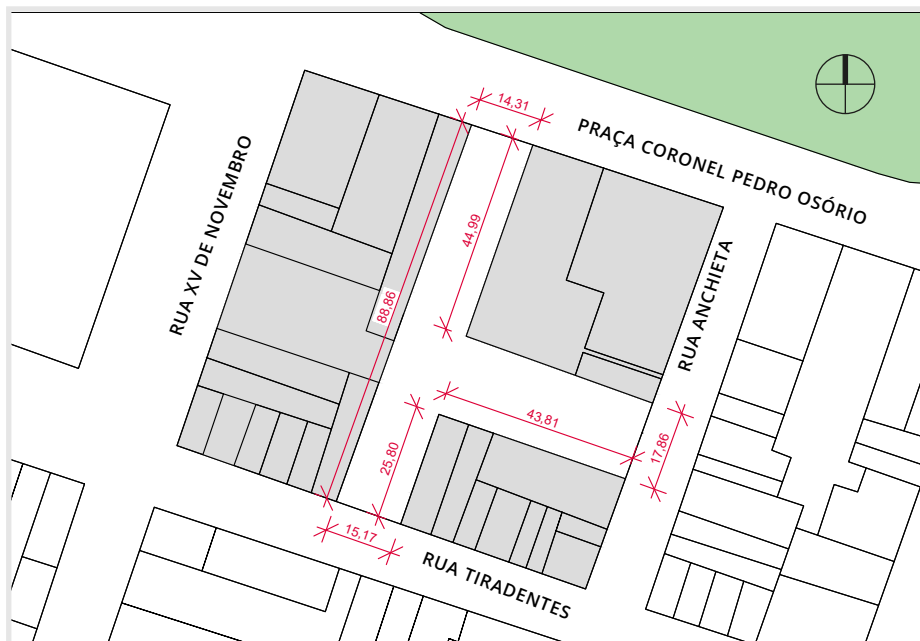 14,31
PRAÇA CORONEL PEDRO OSÓRIO
RUA XV DE NOVEMBRO
44,99
88,86
RUA ANCHIETA
43,81
25,80
17,86
15,17
RUA TIRADENTES